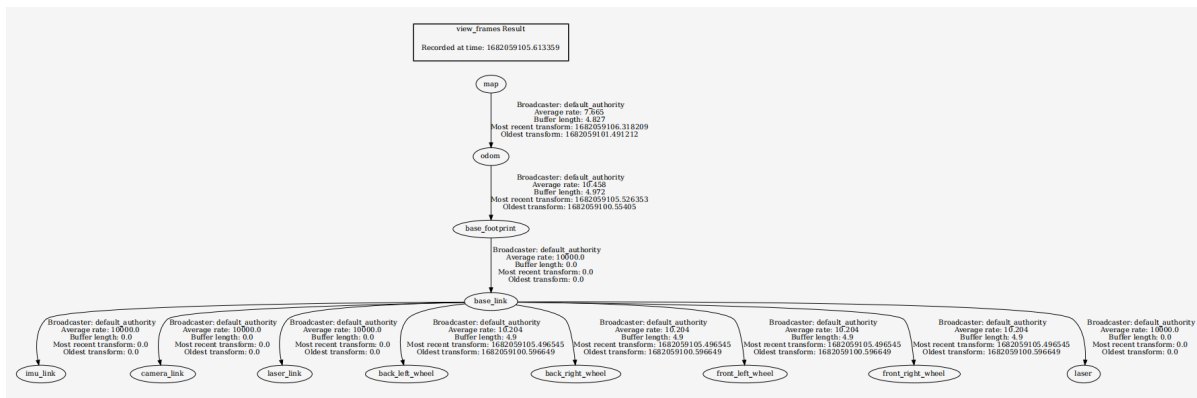 view_frames Result
Recorded at time: 1682059105.613359
map
Broadcaster: default_authority
Average rate: 7.665
Buffer length: 4.827
Most recent transform: 1682059106.318209
Oldest transform: 1682059101.491212
odom
Broadcaster: default_authority
Average rate: 10.458
Buffer length: 4.972
Most recent transform: 1682059105.526353
Oldest transform: 1682059100.55405
base_footprint
Broadcaster: default_authority
Average rate: 10000.0
Buffer length: 0.0
Most recent transform: 0.0
Oldest transform: 0.0
base_link
Broadcaster: default_authority
Average rate: 10000.0
Buffer length: 0.0
Most recent transform: 0.0
Oldest transform: 0.0
Broadcaster: default_authority
Average rate: 10000.0
Buffer length: 0.0
Most recent transform: 0.0
Oldest transform: 0.0
Broadcaster: default_authority
Average rate: 10000.0
Buffer length: 0.0
Most recent transform: 0.0
Oldest transform: 0.0
Broadcaster: default_authority
Average rate: 10.204
Buffer length: 4.9
Most recent transform: 1682059105.496545
Oldest transform: 1682059100.596649
Broadcaster: default_authority
Average rate: 10.204
Buffer length: 4.9
Most recent transform: 1682059105.496545
Oldest transform: 1682059100.596649
Broadcaster: default_authority
Average rate: 10.204
Buffer length: 4.9
Most recent transform: 1682059105.496545
Oldest transform: 1682059100.596649
Broadcaster: default_authority
Average rate: 10.204
Buffer length: 4.9
Most recent transform: 1682059105.496545
Oldest transform: 1682059100.596649
Broadcaster: default_authority
Average rate: 10000.0
Buffer length: 0.0
Most recent transform: 0.0
Oldest transform: 0.0
imu_link
camera_link
laser_link
back_left_wheel
back_right_wheel
front_left_wheel
front_right_wheel
laser